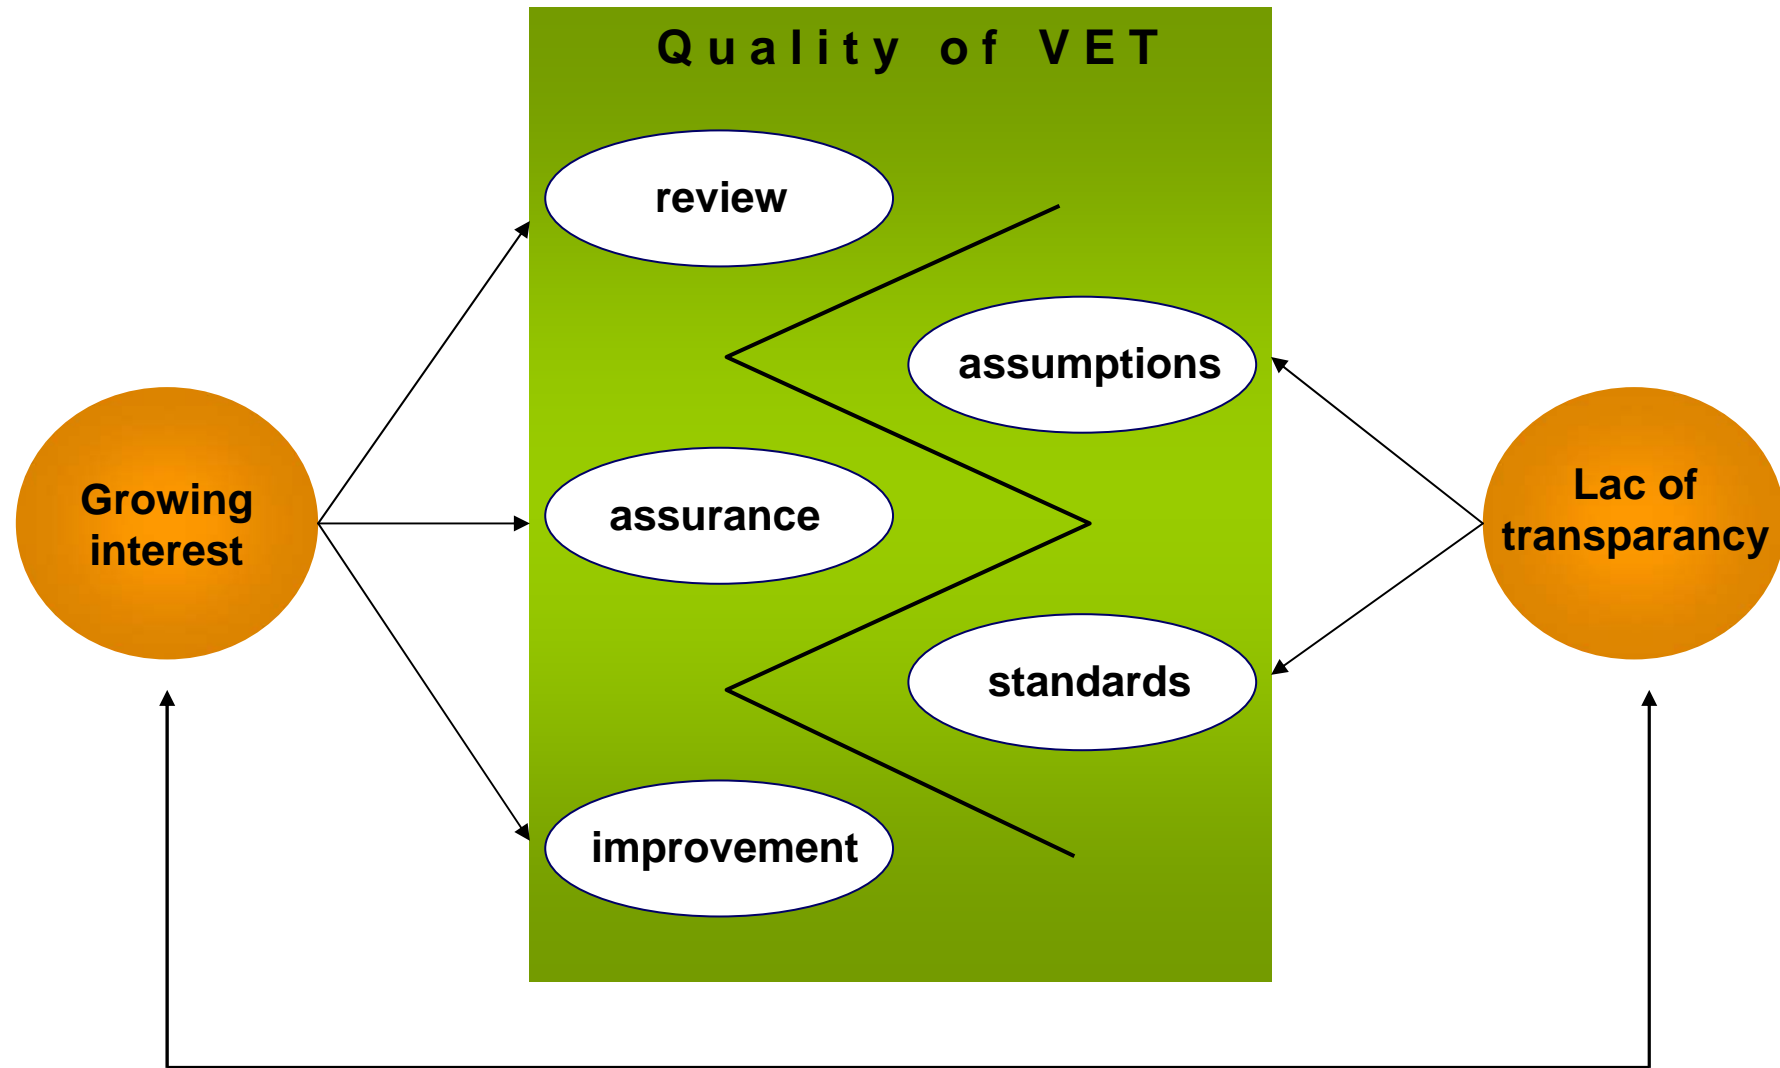 Quality of VET
review
assumptions
Growing
interest
assurance
Lac of
transparancy
standards
improvement